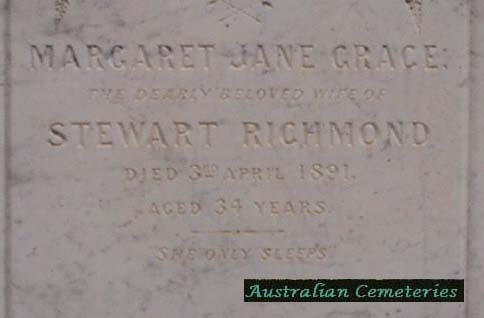 MARGARET JANE GRACE;
THE DEARLY BELOVED WIFE OF
STEWART RICHMOND
DIED 3RD APRIL 1891.
AGED 34 YEARS.
SHE ONLY SLEEPS
Australian Cemeteries